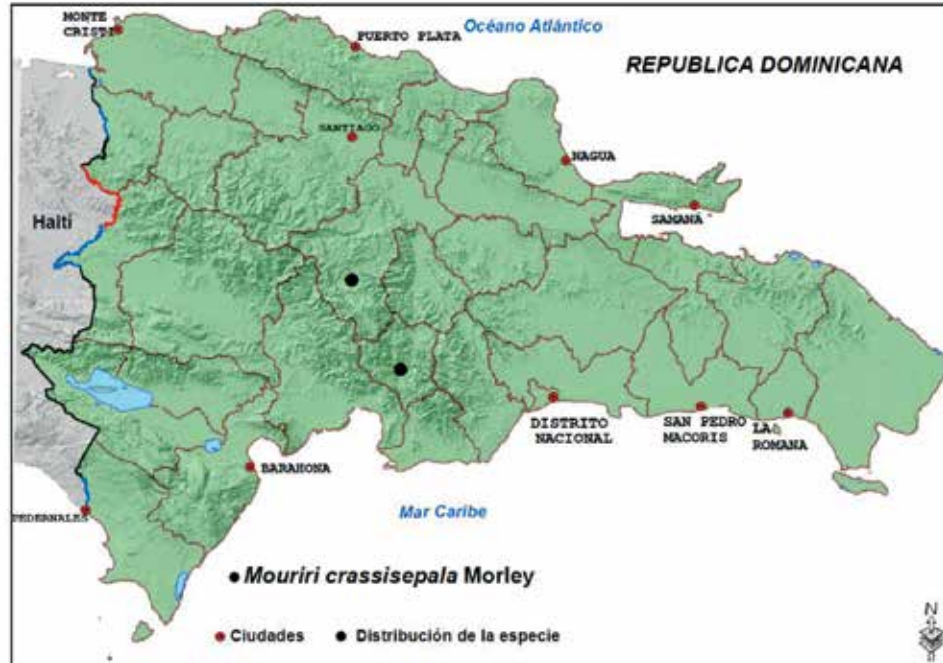 MONTE
CRISTI
Océano Atlántico
PUERTO PLATA
REPUBLICA DOMINICANA
SANTIAGO
NAGUA
SAMANÁ
Haití
DISTRITO
NACIONAL
SAN PEDRO
MACORIS
LA
ROMANA
BARAHONA
PEDERNALES
Mar Caribe
Mouriri crassisepala Morley
Ciudades
Distribución de la especie
N